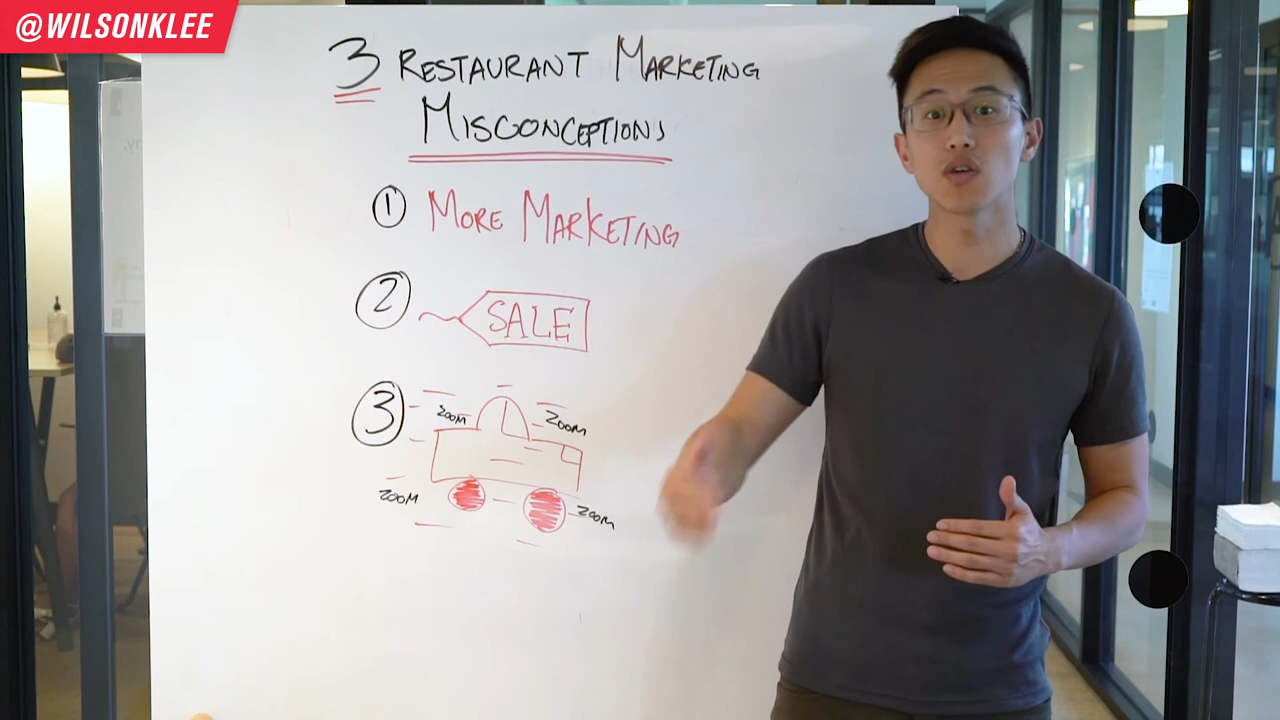 @WILSONKLEE
3 RESTAURANT MARKETING
MISCONCEPTIONS
1 MORE MARKETING
2 SALE
3
ZOOM ZOOM
ZOOM ZOOM